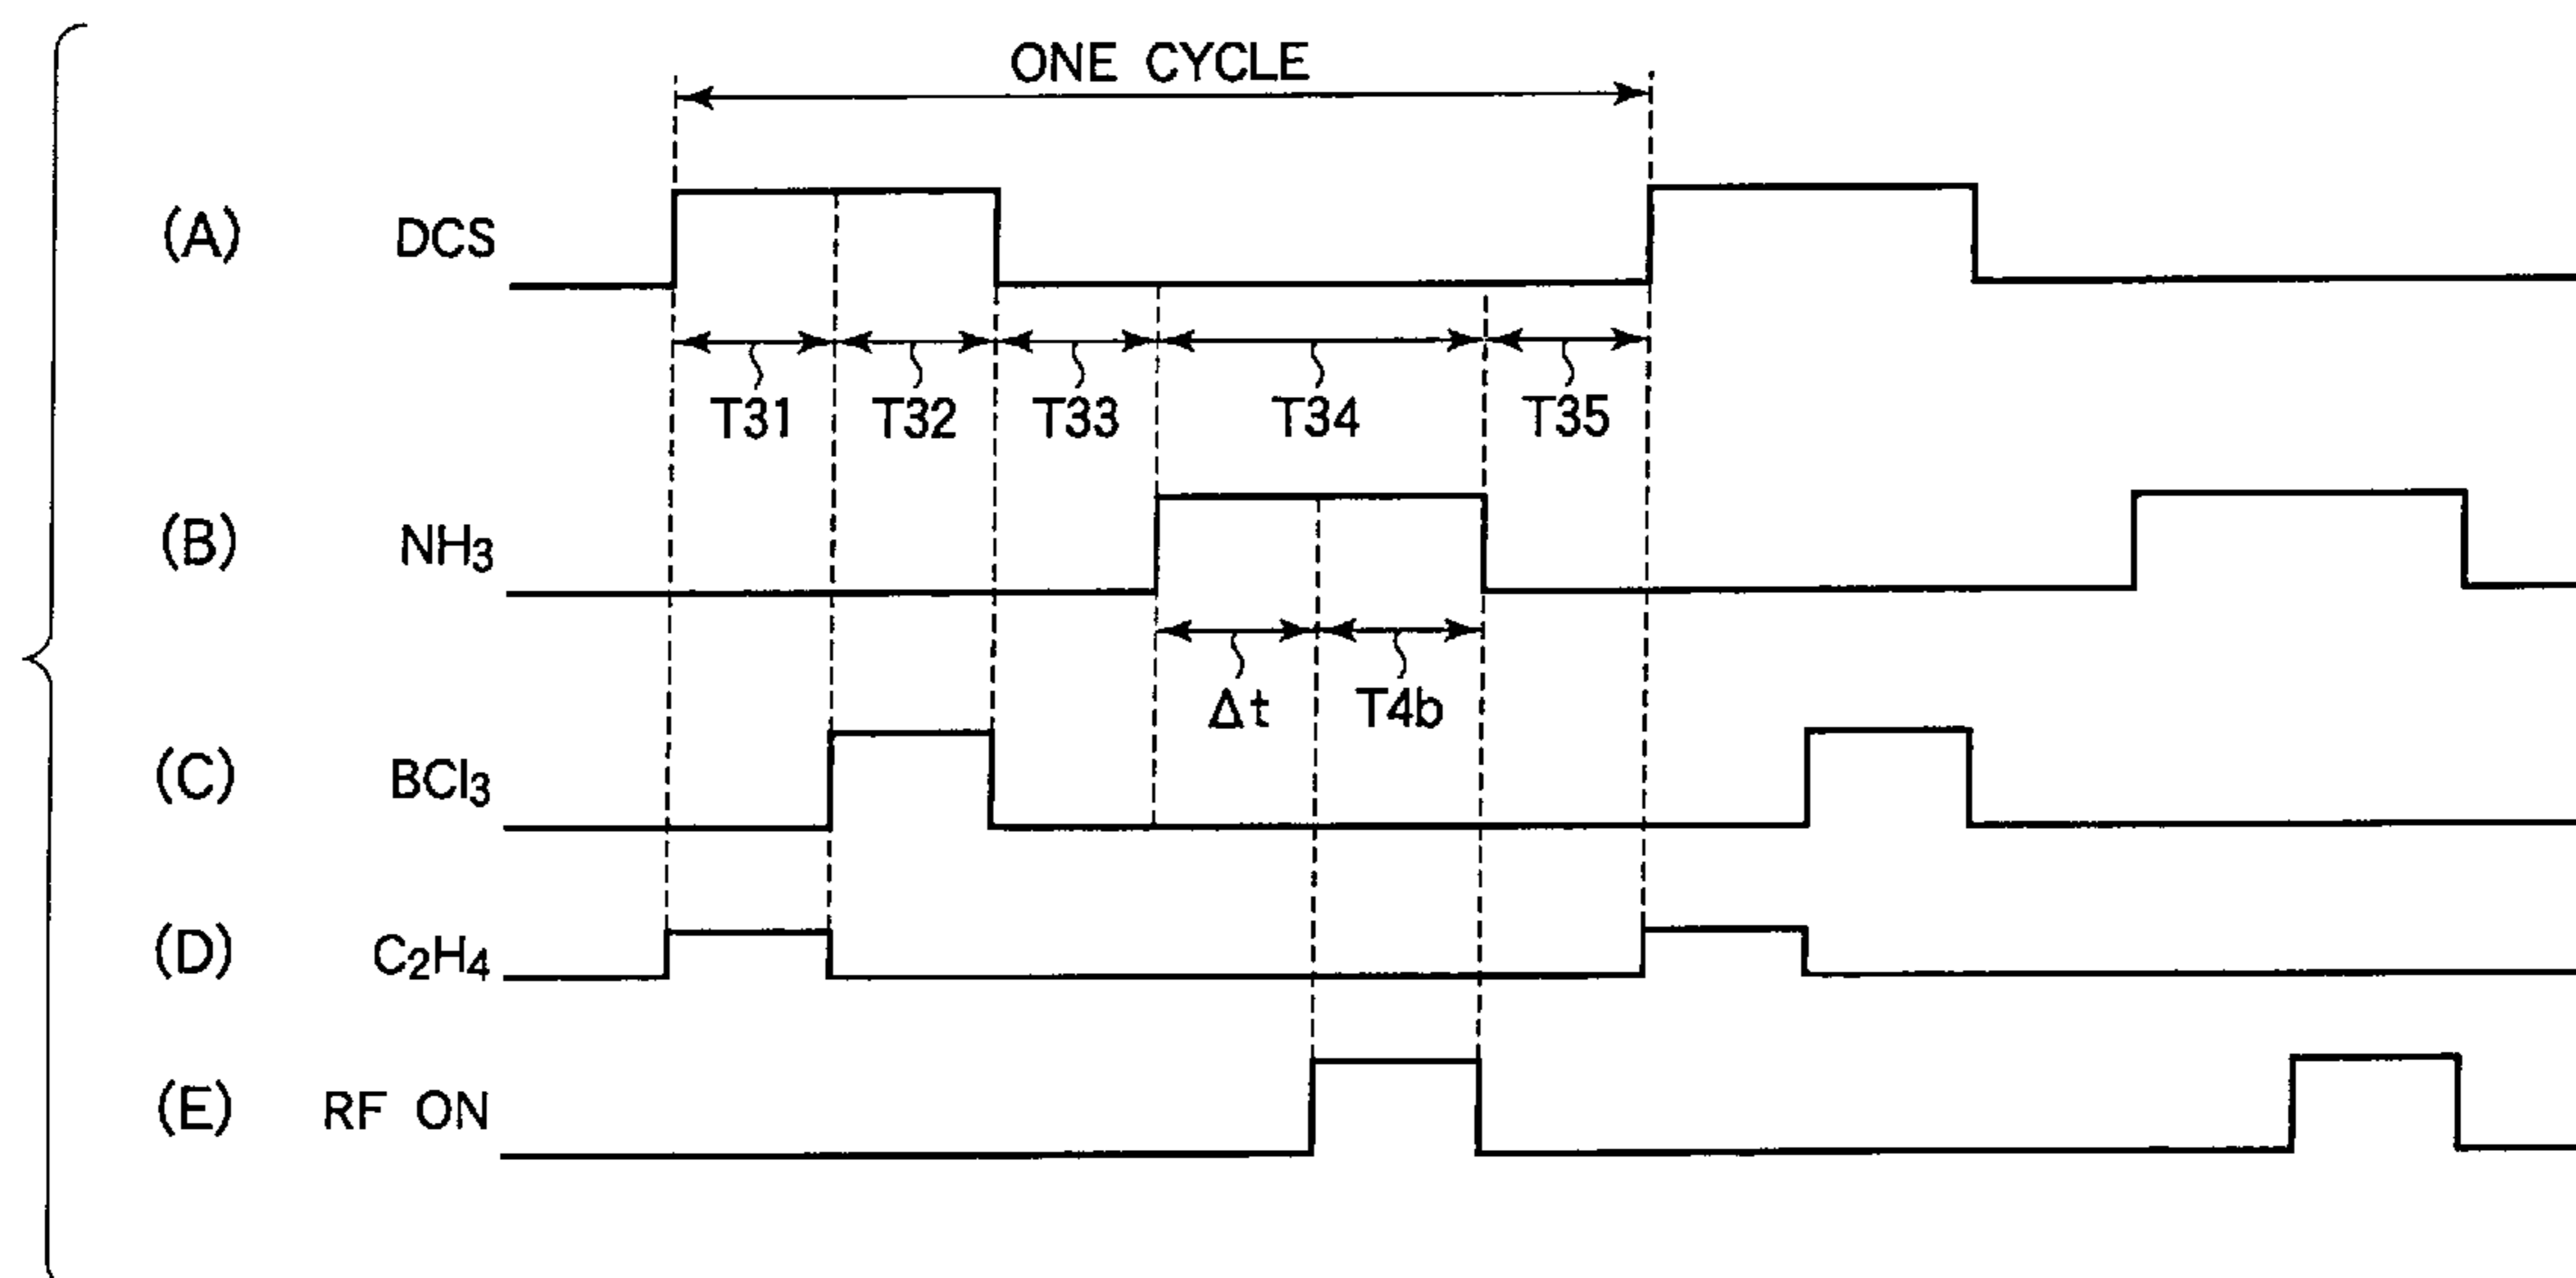 ONE CYCLE
(A) DCS
T31 T32 T33 T34 T35
(B) NH3
Δt T4b
(C) BCl3
(D) C2H4
(E) RF ON